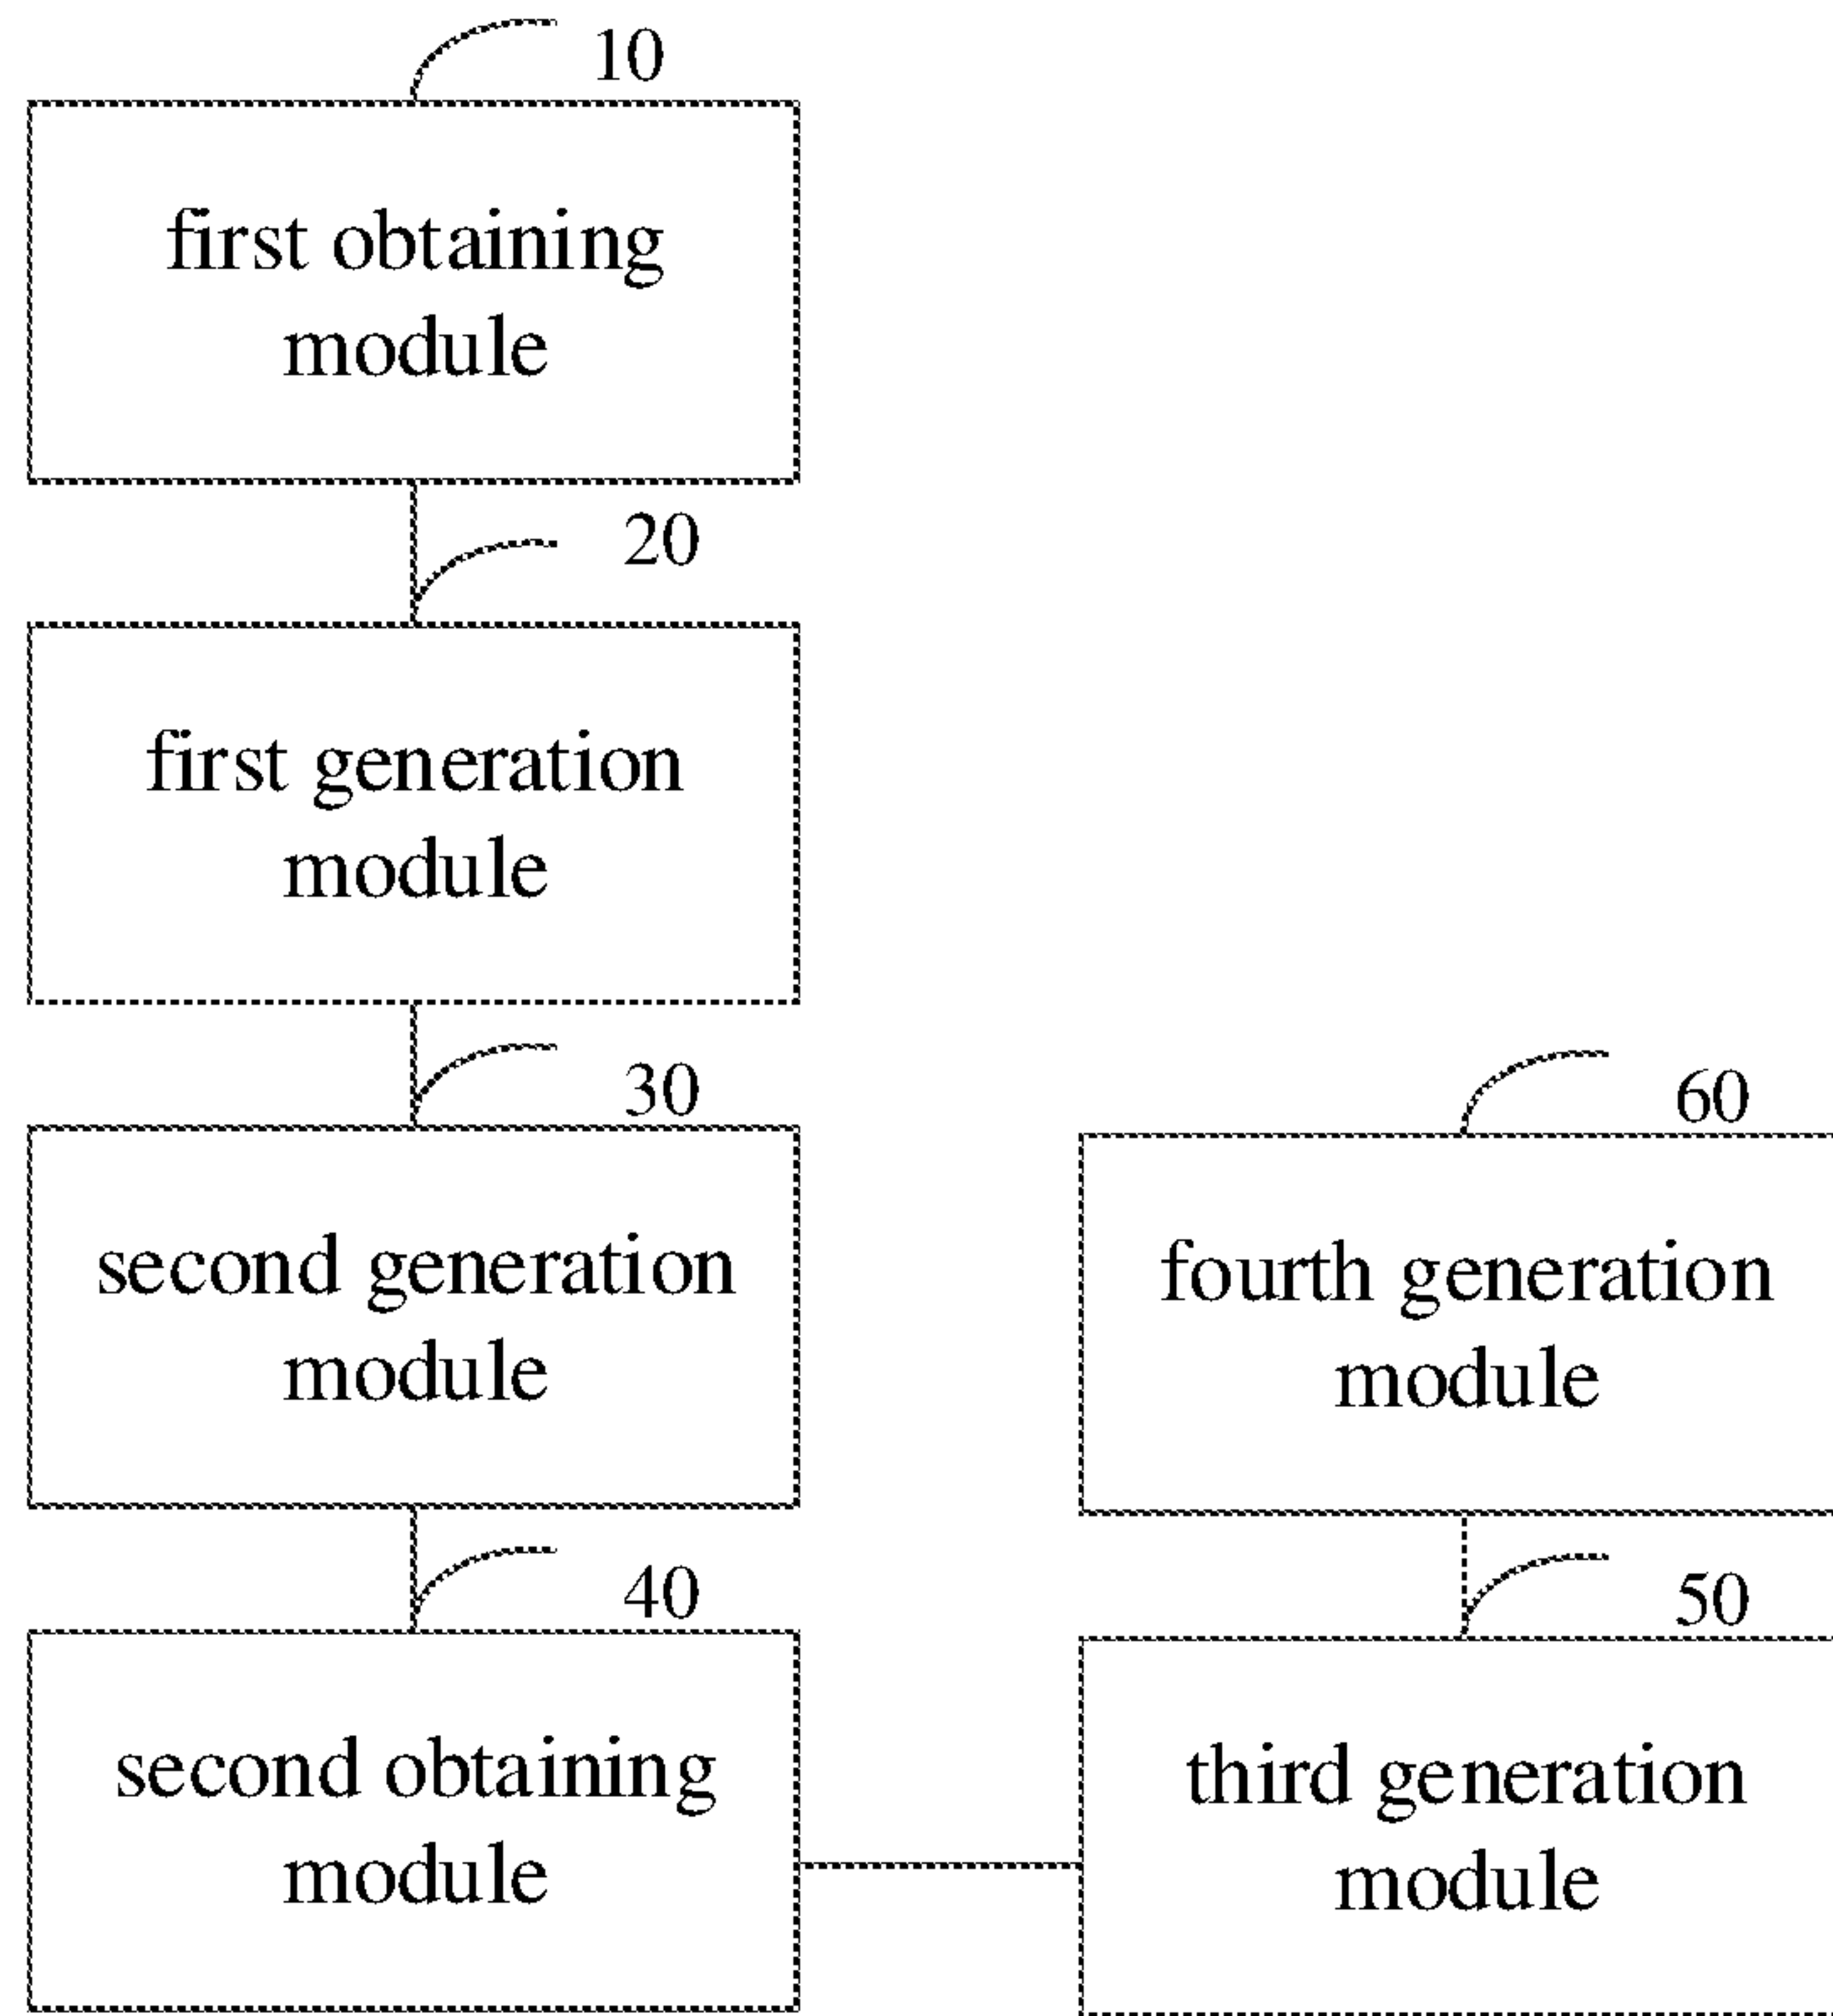 10
first obtaining
module
20
first generation
module
30
second generation
module
40
second obtaining
module
60
fourth generation
module
50
third generation
module